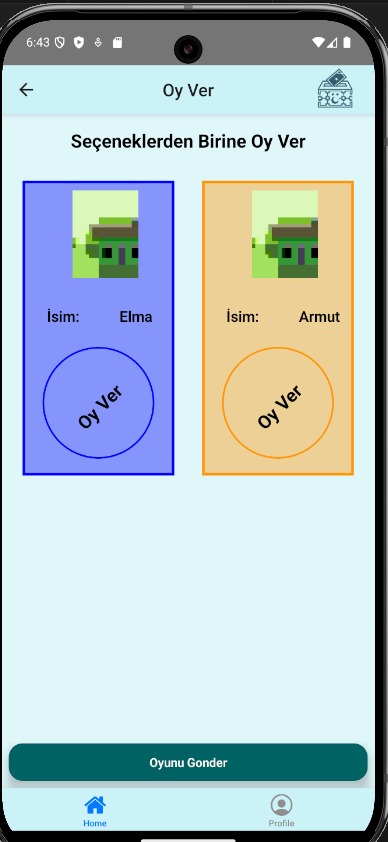 6:43
Oy Ver
Seçeneklerden Birine Oy Ver
İsim: Elma
İsim: Armut
Oy Ver
Oy Ver
Oyunu Gonder
Home
Profile